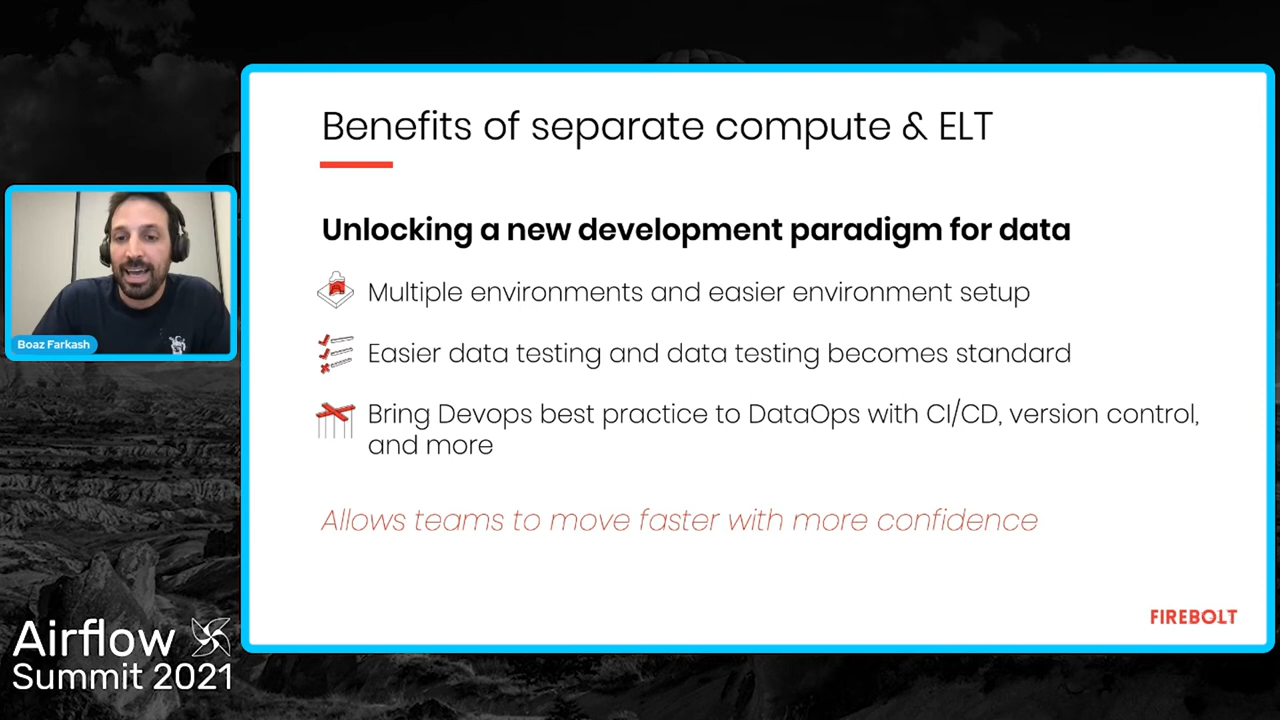 Benefits of separate compute & ELT
Unlocking a new development paradigm for data
Multiple environments and easier environment setup
Easier data testing and data testing becomes standard
Bring Devops best practice to DataOps with CI/CD, version control,
and more
Allows teams to move faster with more confidence
FIREBOLT
Boaz Farkash
Airflow
Summit 2021